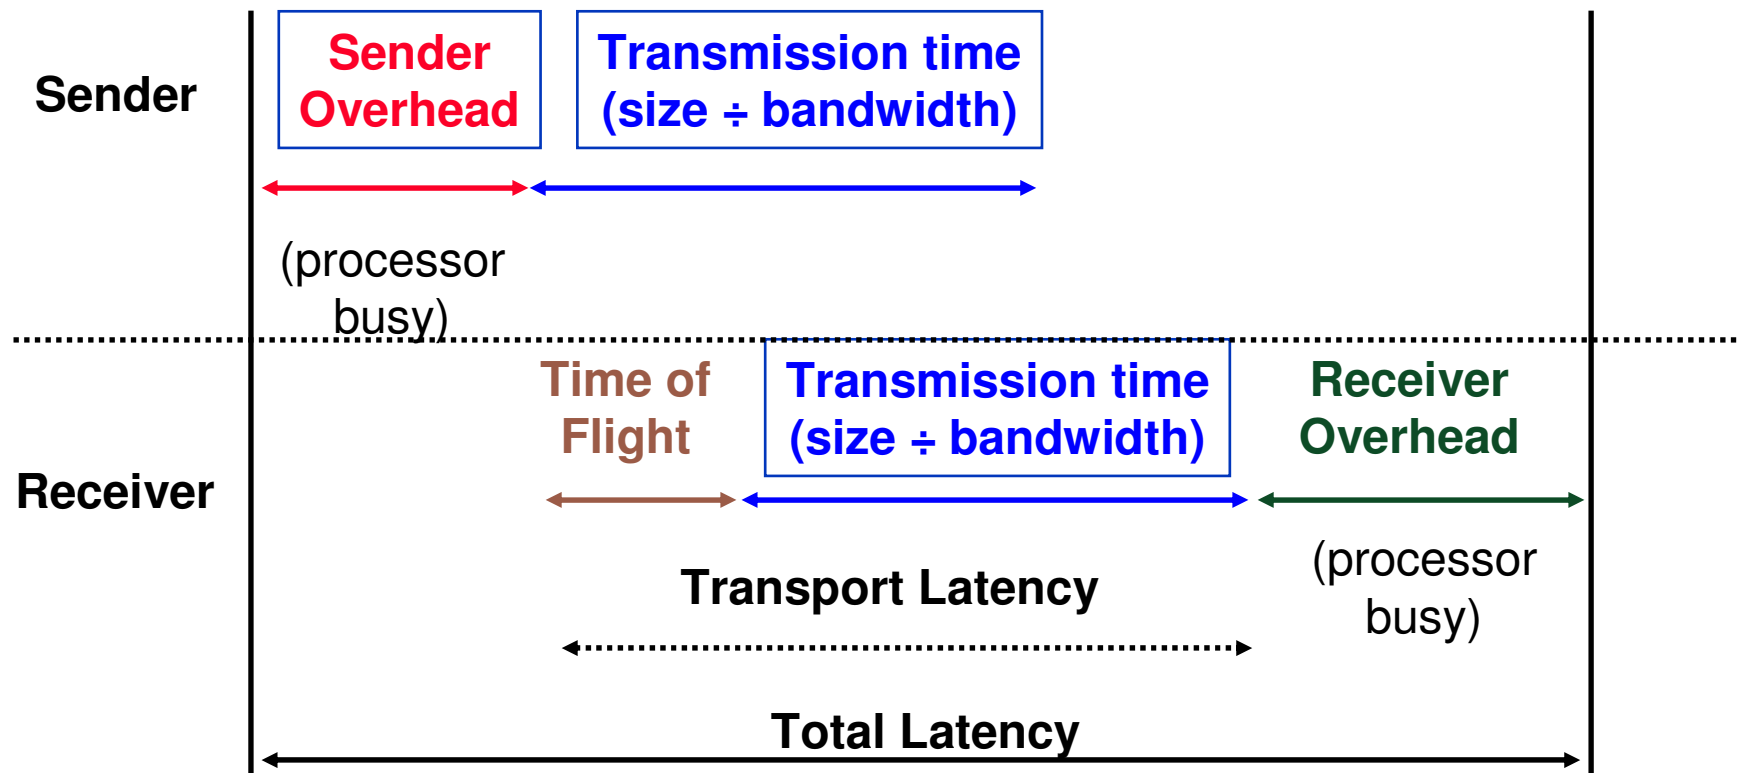 Sender
Sender
Overhead
Transmission time
(size ÷ bandwidth)
(processor
busy)
Receiver
Time of
Flight
Transmission time
(size ÷ bandwidth)
Receiver
Overhead
(processor
busy)
Transport Latency
Total Latency